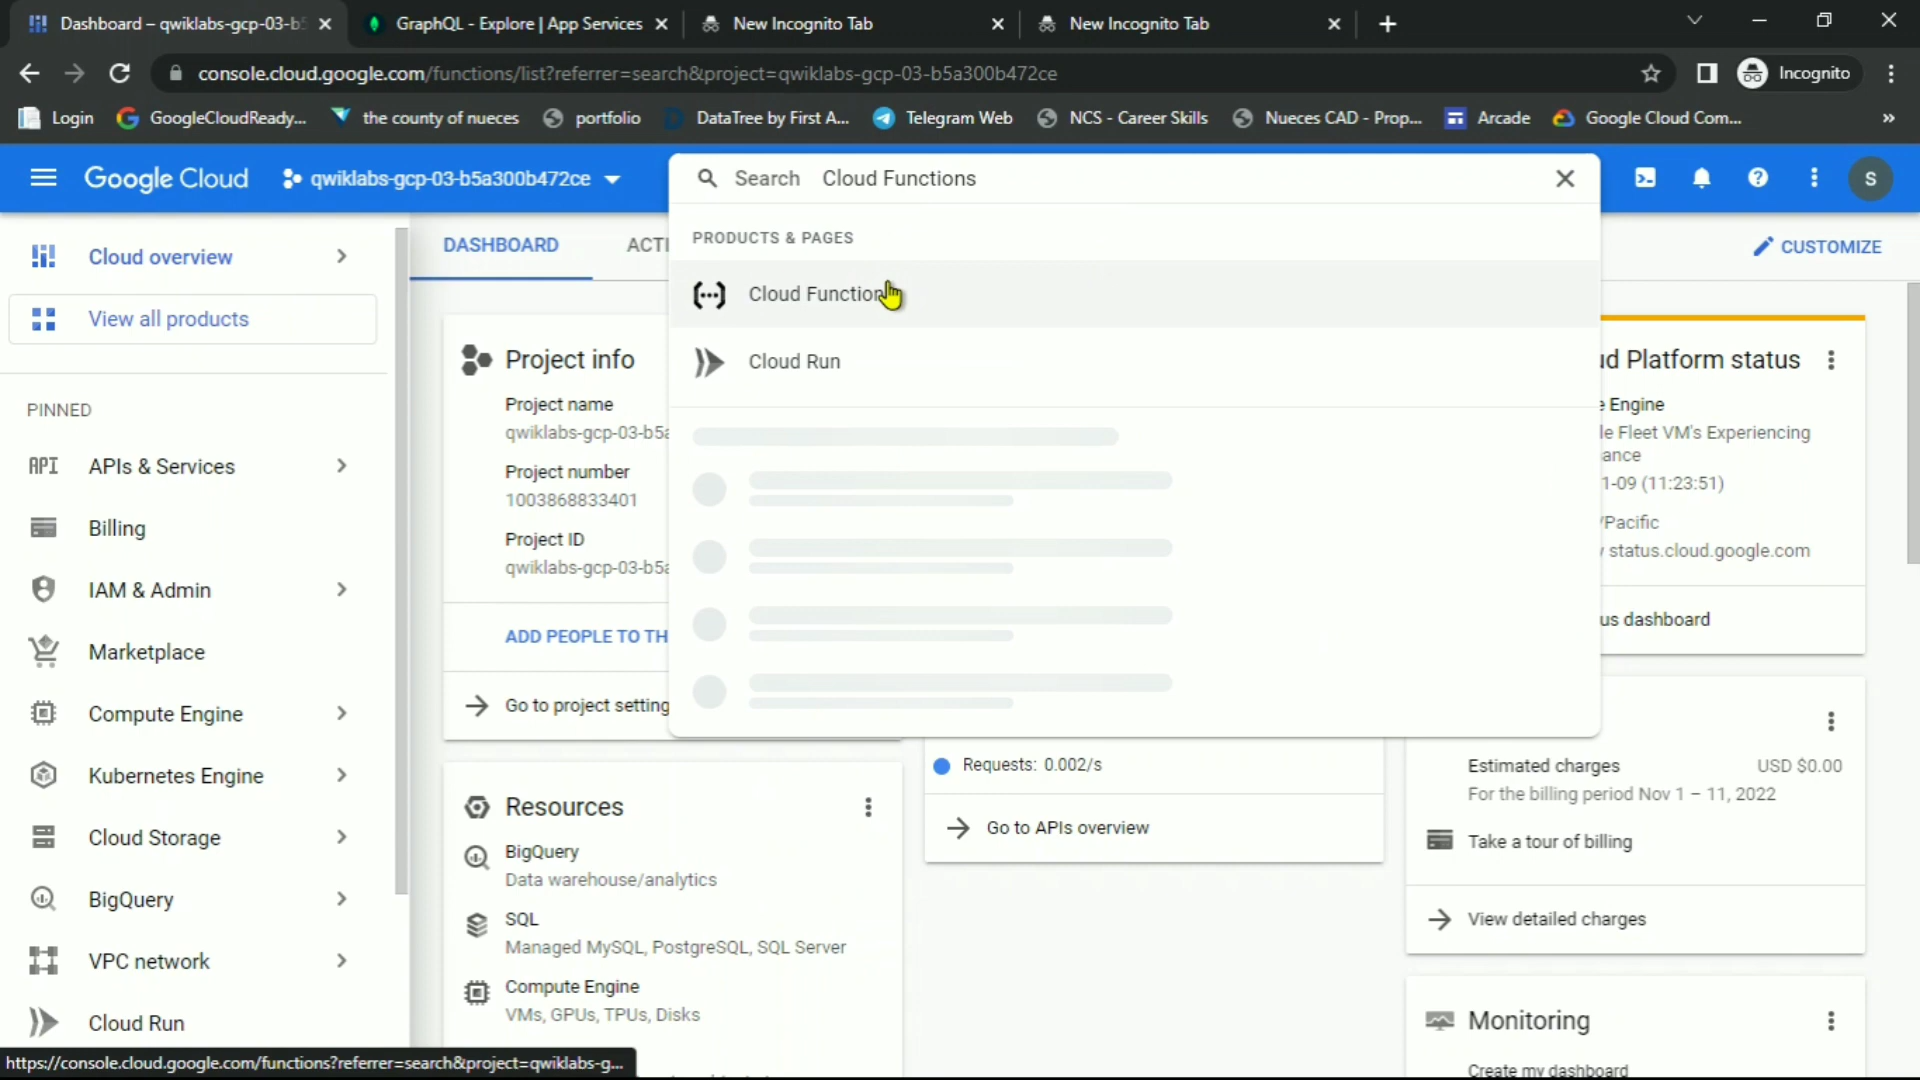 Dashboard – qwiklabs-gcp-03-b5
GraphQL - Explore | App Services
New Incognito Tab
New Incognito Tab
console.cloud.google.com/functions/list?referrer=search&project=qwiklabs-gcp-03-b5a300b472ce
Incognito
Login
GoogleCloudReady...
the county of nueces
portfolio
DataTree by First A...
Telegram Web
NCS - Career Skills
Nueces CAD - Prop...
Arcade
Google Cloud Com...
Google Cloud
qwiklabs-gcp-03-b5a300b472ce
Search Cloud Functions
S
Cloud overview
View all products
PINNED
API APIs & Services
Billing
IAM & Admin
Marketplace
Compute Engine
Kubernetes Engine
Cloud Storage
BigQuery
VPC network
Cloud Run
DASHBOARD
ACTI
CUSTOMIZE
PRODUCTS & PAGES
Cloud Function
Cloud Run
Project info
Project name
qwiklabs-gcp-03-b5a
Project number
1003868833401
Project ID
qwiklabs-gcp-03-b5a
ADD PEOPLE TO TH
Go to project setting
Resources
BigQuery
Data warehouse/analytics
SQL
Managed MySQL, PostgreSQL, SQL Server
Compute Engine
VMs, GPUs, TPUs, Disks
Requests: 0.002/s
Go to APIs overview
ud Platform status
e Engine
le Fleet VM's Experiencing
ance
1-09 (11:23:51)
/Pacific
status.cloud.google.com
us dashboard
Estimated charges
USD $0.00
For the billing period Nov 1 – 11, 2022
Take a tour of billing
View detailed charges
Monitoring
Create my dashboard
https://console.cloud.google.com/functions?referrer=search&project=qwiklabs-g...